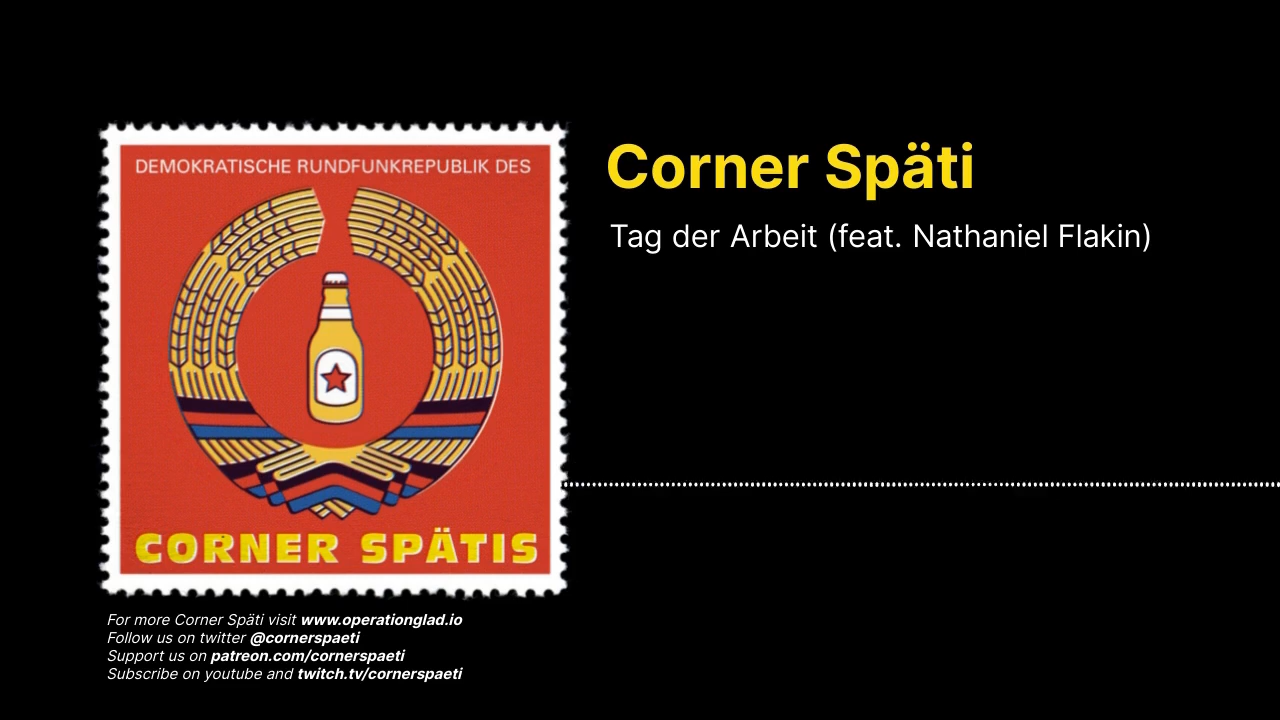 DEMOKRATISCHE RUNDFUNKREPUBLIK DES
CORNER SPÄTIS
Corner Späti
Tag der Arbeit (feat. Nathaniel Flakin)
For more Corner Späti visit www.operationglad.io
Follow us on twitter @cornerspaeti
Support us on patreon.com/cornerspaeti
Subscribe on youtube and twitch.tv/cornerspaeti